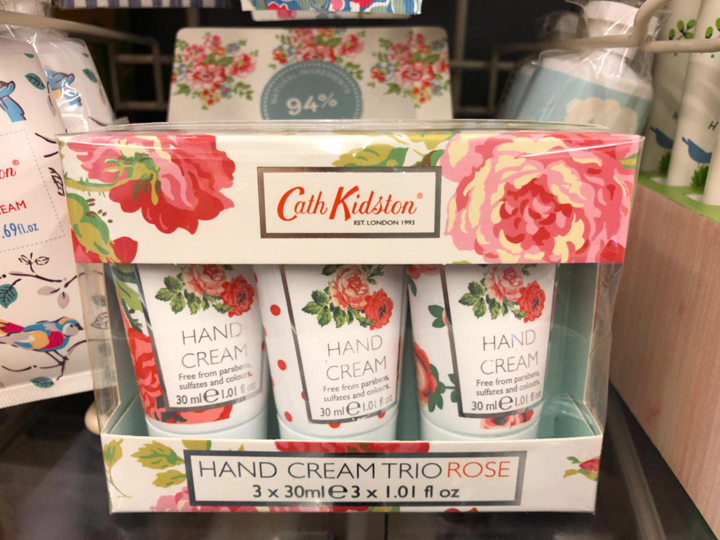 NATURAL INGREDIENTS
94%
Cath Kidston®
EST. LONDON 1993
HAND
CREAM
Free from parabens,
sulfates and colours.
30 ml e 1.01 fl oz
HAND
CREAM
Free from parabens,
sulfates and colours.
30 ml e 1.01 fl oz
HAND
CREAM
Free from parabens,
sulfates and colours.
30 ml e 1.01 fl oz
HAND CREAM TRIO ROSE
3 x 30ml e 3 x 1.01 fl oz